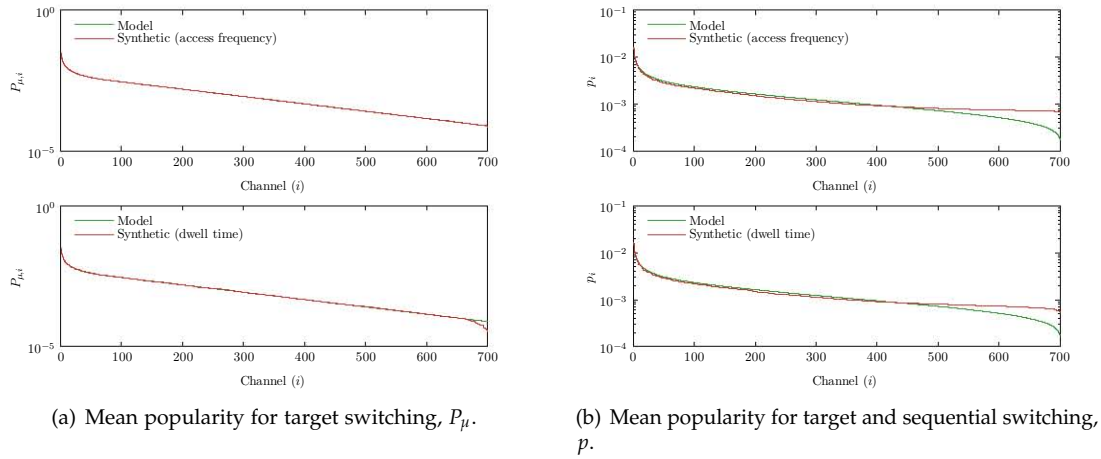 10^0
Model
Synthetic (access frequency)
P_{μ,i}
10^{-5}
0 100 200 300 400 500 600 700
Channel (i)
10^0
Model
Synthetic (dwell time)
P_{μ,i}
10^{-5}
0 100 200 300 400 500 600 700
Channel (i)
(a) Mean popularity for target switching, P_μ.
10^{-1}
Model
Synthetic (access frequency)
10^{-2}
p_i
10^{-3}
10^{-4}
0 100 200 300 400 500 600 700
Channel (i)
10^{-1}
Model
Synthetic (dwell time)
10^{-2}
p_i
10^{-3}
10^{-4}
0 100 200 300 400 500 600 700
Channel (i)
(b) Mean popularity for target and sequential switching,
p.